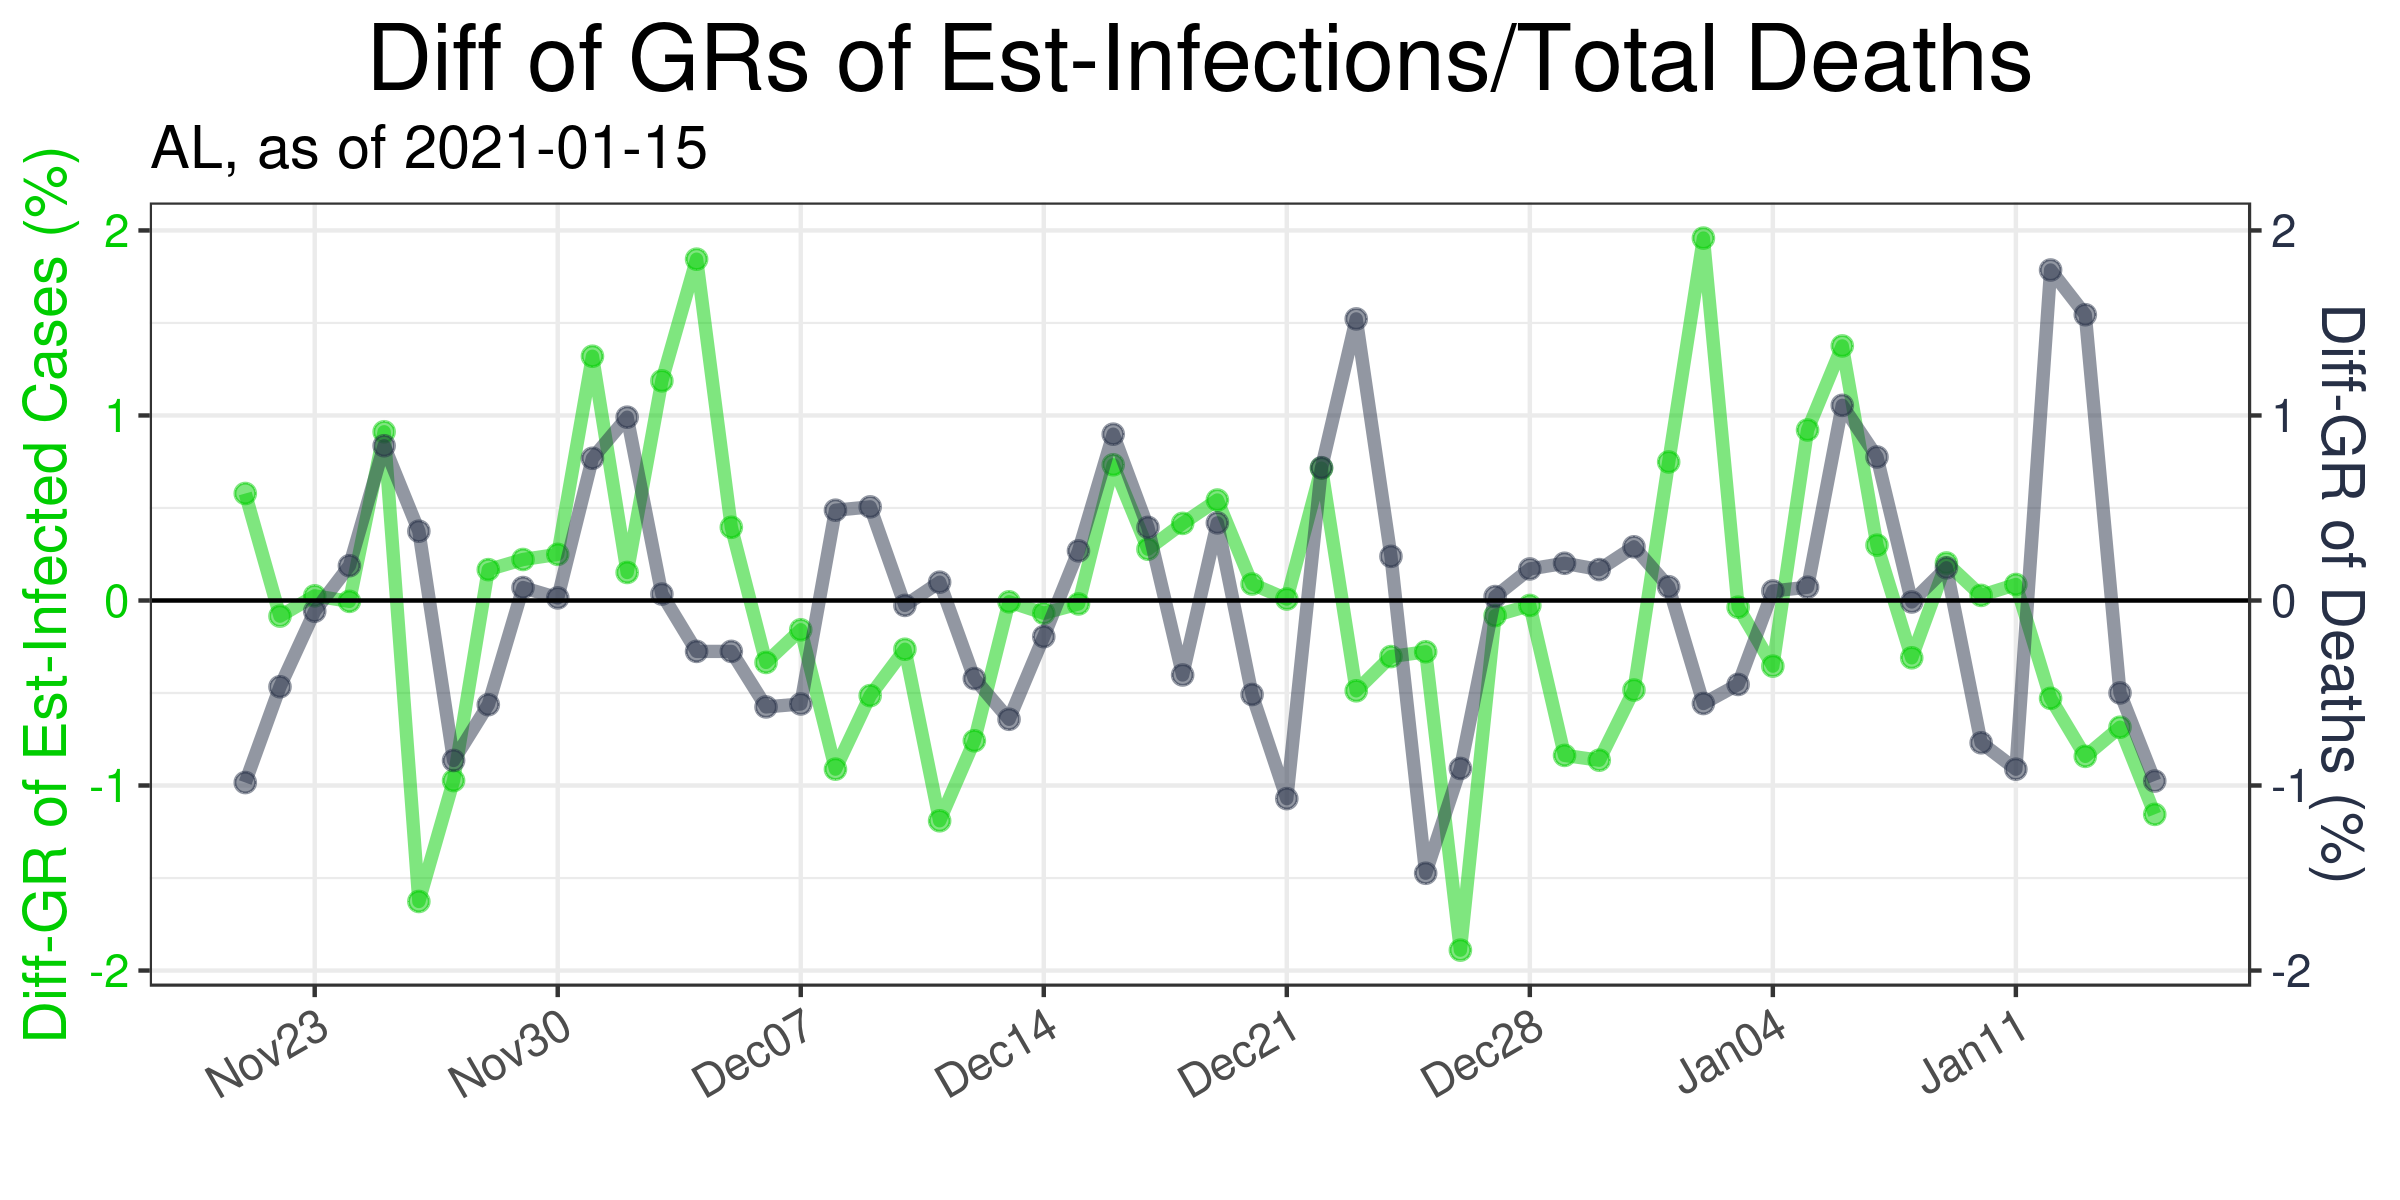 Diff of GRs of Est-Infections/Total Deaths
AL, as of 2021-01-15
Diff-GR of Est-Infected Cases (%)
2
1
0
-1
-2
2
1
0
-1
-2
Diff-GR of Deaths (%)
Nov23
Nov30
Dec07
Dec14
Dec21
Dec28
Jan04
Jan11